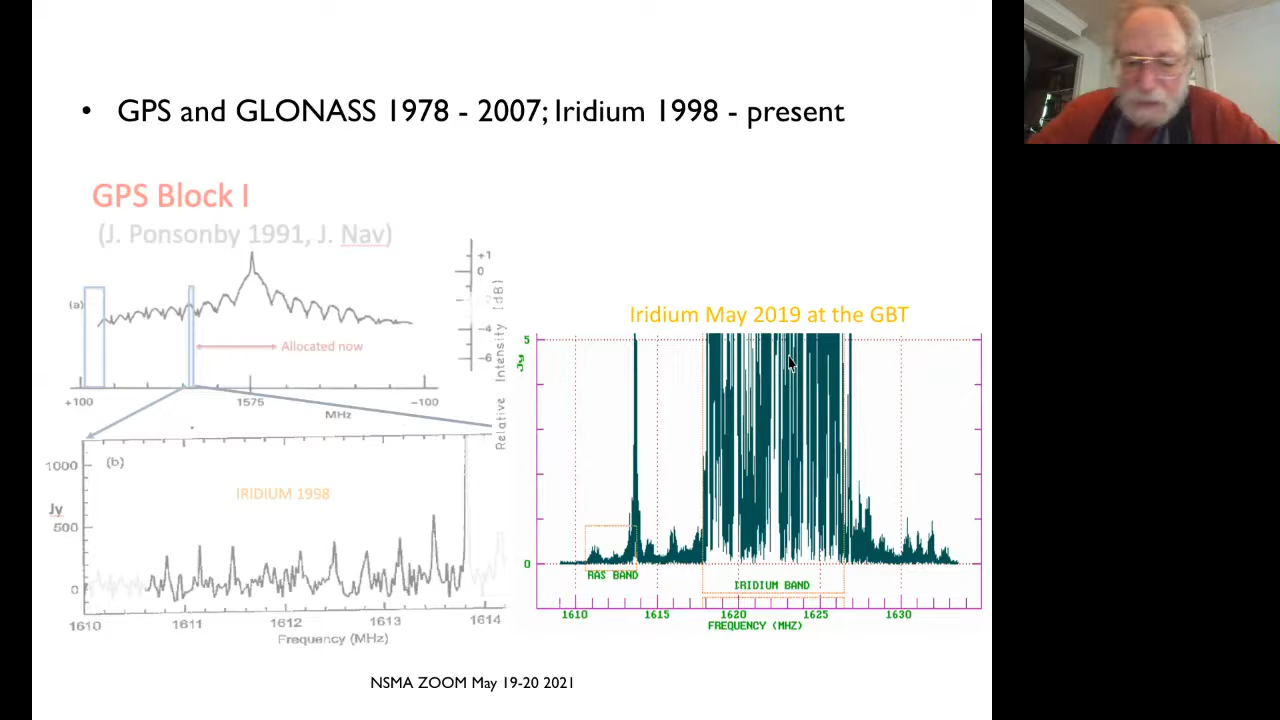 • GPS and GLONASS 1978 - 2007; Iridium 1998 - present
GPS Block I
(J. Ponsonby 1991, J. Nav)
(a)
Allocated now
+1
0
-4
-6
Relative Intensity [dB]
+100
1575
-100
MHz
(b)
IRIDIUM 1998
1000
Jy
500
0
1610
1611
1612
1613
1614
Frequency (MHz)
Iridium May 2019 at the GBT
5
Jy
0
RAS BAND
IRIDIUM BAND
1610
1615
1620
1625
1630
FREQUENCY (MHZ)
NSMA ZOOM May 19-20 2021